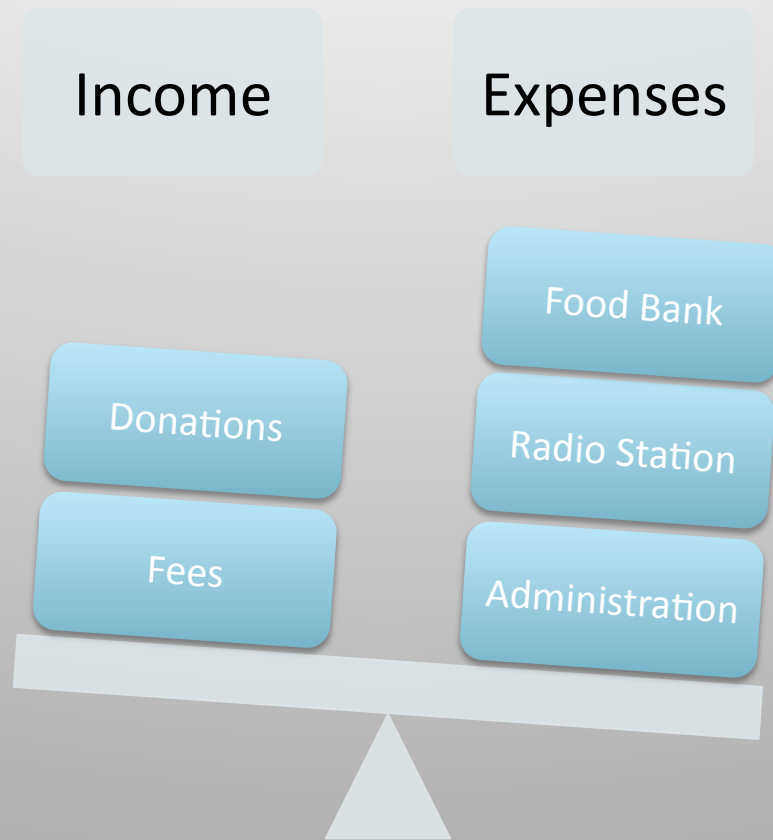 Income
Expenses
Donations
Fees
Food Bank
Radio Station
Administration